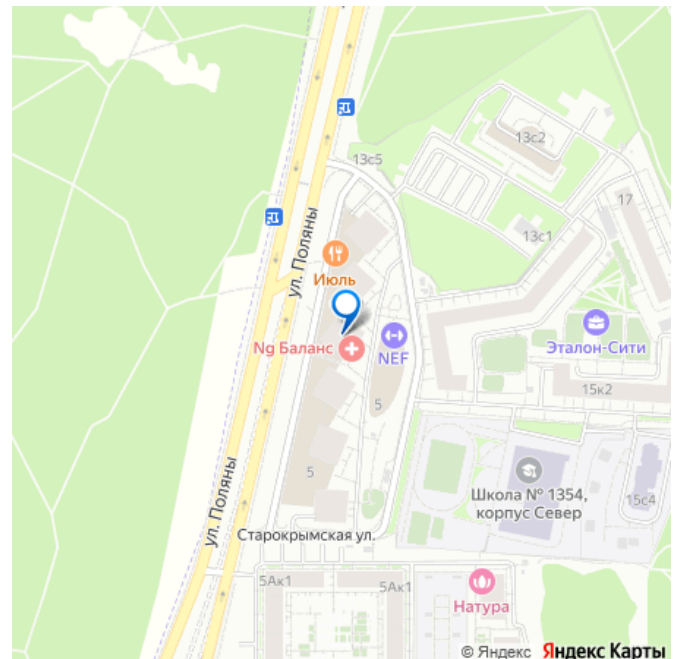 13с2
13с5
17
13с1
ул. Поляны
Июль
Эталон-Сити
Ng Баланс
NEF
15к2
5
5
Школа № 1354,
корпус Север
15с4
ул. Поляны
Старокрымская ул.
5Ак1
5Ак1
Натура
© Яндекс Яндекс Карты